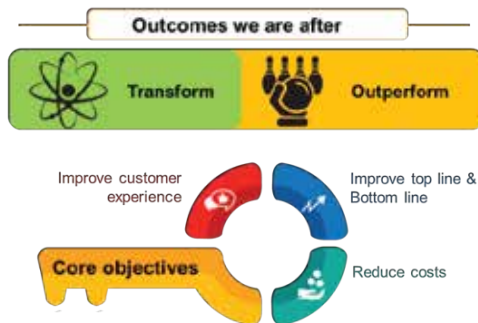 Outcomes we are after
Transform
Outperform
Improve customer
experience
Improve top line &
Bottom line
Core objectives
Reduce costs